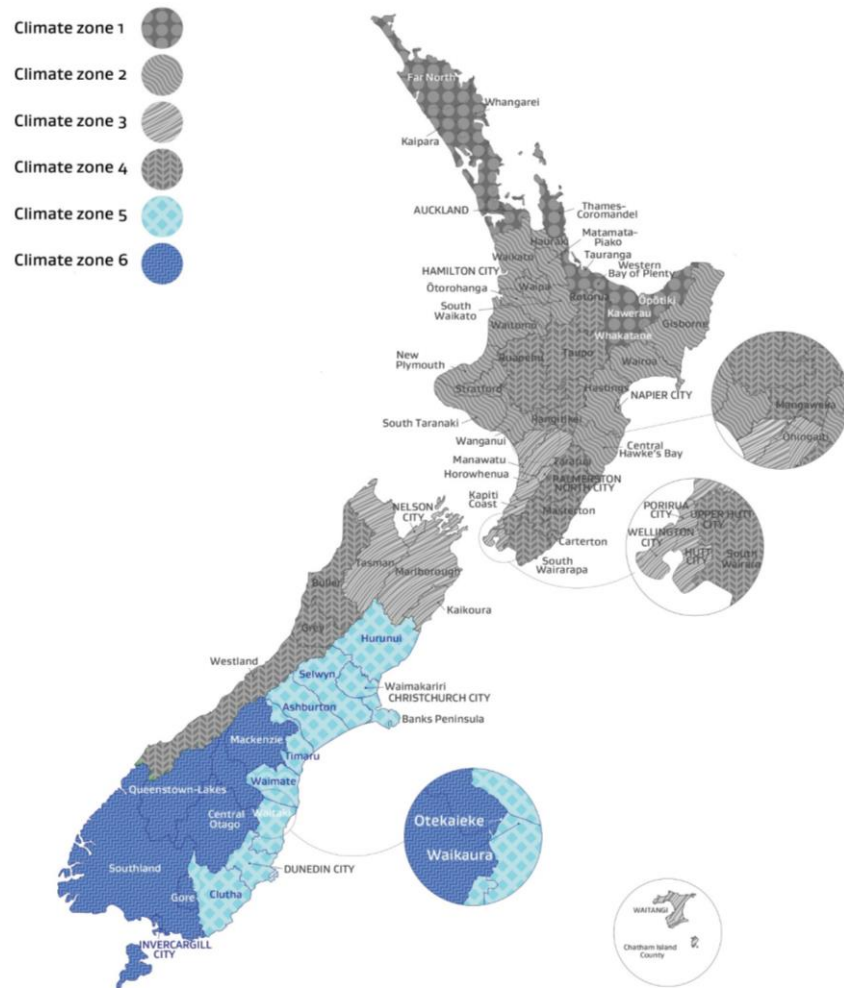 Climate zone 1
Climate zone 2
Climate zone 3
Climate zone 4
Climate zone 5
Climate zone 6
Far North
Whangarei
Kaipara
AUCKLAND
Thames-
Coromandel
Hauraki
Matamata-
Piako
Waikato
Tauranga
Western
Bay of Plenty
HAMILTON CITY
Waipa
Ōtorohanga
Rotorua
Ōpōtiki
South
Waikato
Kawerau
Gisborne
Waitomo
Whakatane
New
Plymouth
Ruapehu
Taupo
Wairoa
Stratford
Hastings
NAPIER CITY
South Taranaki
Rangitikei
Wanganui
Central
Hawke's Bay
Manawatu
Tararua
Horowhenua
PALMERSTON
NORTH CITY
Kapiti
Coast
Masterton
Carterton
South
Wairarapa
Mangaweka
Ohingaiti
PORIRUA
CITY
UPPER HUTT
CITY
WELLINGTON
CITY
HUTT
CITY
South
Wairara
NELSON
CITY
Tasman
Marlborough
Buller
Kaikoura
Grey
Hurunui
Westland
Selwyn
Waimakariri
CHRISTCHURCH CITY
Ashburton
Banks Peninsula
Mackenzie
Timaru
Waimate
Queenstown-Lakes
Waitaki
Central
Otago
Otekaieke
Waikaura
Southland
DUNEDIN CITY
Gore
Clutha
INVERCARGILL
CITY
WAITANGI
Chatham Island
County